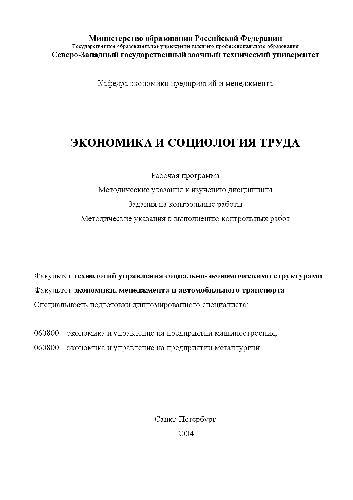 Министерство образования Российской Федерации
Государственное образовательное учреждение высшего профессионального образования
Северо-Западный государственный заочный технический университет
Кафедра экономики предприятий и менеджмента
ЭКОНОМИКА И СОЦИОЛОГИЯ ТРУДА
Рабочая программа
Методические указания к изучению дисциплины
Задания на контрольные работы
Методические указания к выполнению контрольных работ
Факультет технологий управления социально-экономическими структурами
Факультет экономики, менеджмента и автомобильного транспорта
Специальность подготовки дипломированного специалиста:
060800 – экономика и управление на предприятии машиностроения;
060800 – экономика и управление на предприятии металлургии
Санкт-Петербург
2004